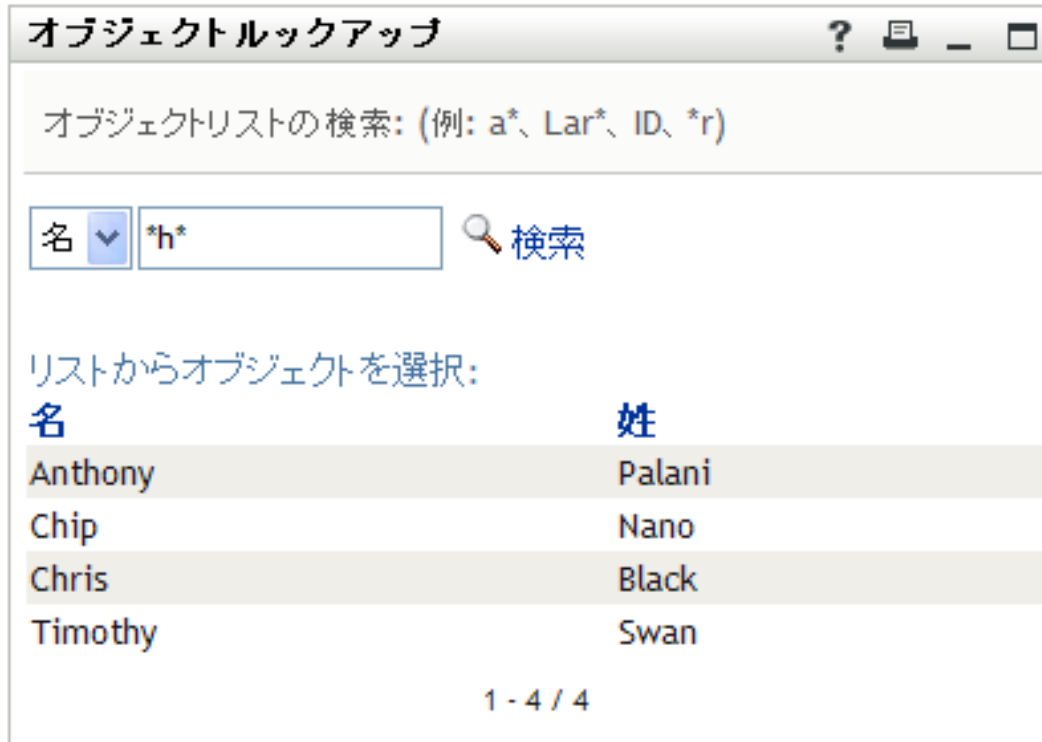 オブジェクトルックアップ ?
オブジェクトリストの検索: (例: a*、Lar*、ID、*r)
名 *h* 検索
リストからオブジェクトを選択:
名 姓
Anthony Palani
Chip Nano
Chris Black
Timothy Swan
1 - 4 / 4